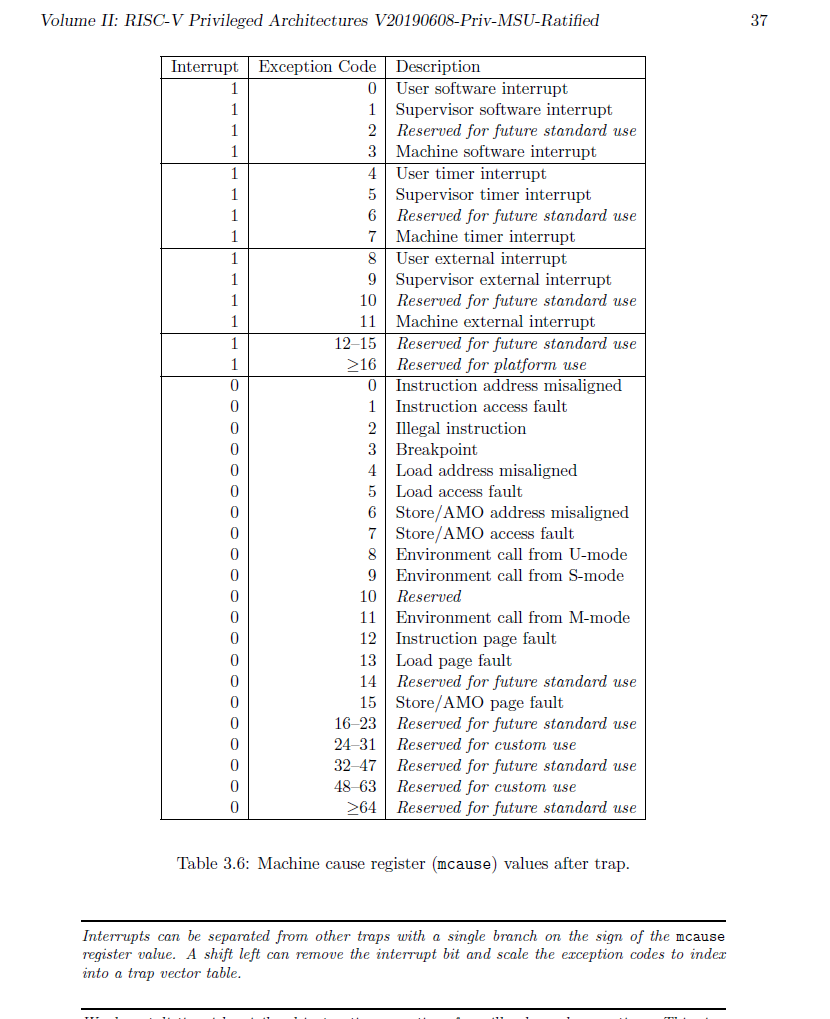 Volume II: RISC-V Privileged Architectures V20190608-Priv-MSU-Ratified 37
Interrupt Exception Code Description
1 0 User software interrupt
1 1 Supervisor software interrupt
1 2 Reserved for future standard use
1 3 Machine software interrupt
1 4 User timer interrupt
1 5 Supervisor timer interrupt
1 6 Reserved for future standard use
1 7 Machine timer interrupt
1 8 User external interrupt
1 9 Supervisor external interrupt
1 10 Reserved for future standard use
1 11 Machine external interrupt
1 12–15 Reserved for future standard use
1 ≥16 Reserved for platform use
0 0 Instruction address misaligned
0 1 Instruction access fault
0 2 Illegal instruction
0 3 Breakpoint
0 4 Load address misaligned
0 5 Load access fault
0 6 Store/AMO address misaligned
0 7 Store/AMO access fault
0 8 Environment call from U-mode
0 9 Environment call from S-mode
0 10 Reserved
0 11 Environment call from M-mode
0 12 Instruction page fault
0 13 Load page fault
0 14 Reserved for future standard use
0 15 Store/AMO page fault
0 16–23 Reserved for future standard use
0 24–31 Reserved for custom use
0 32–47 Reserved for future standard use
0 48–63 Reserved for custom use
0 ≥64 Reserved for future standard use
Table 3.6: Machine cause register (mcause) values after trap.
Interrupts can be separated from other traps with a single branch on the sign of the mcause
register value. A shift left can remove the interrupt bit and scale the exception codes to index
into a trap vector table.